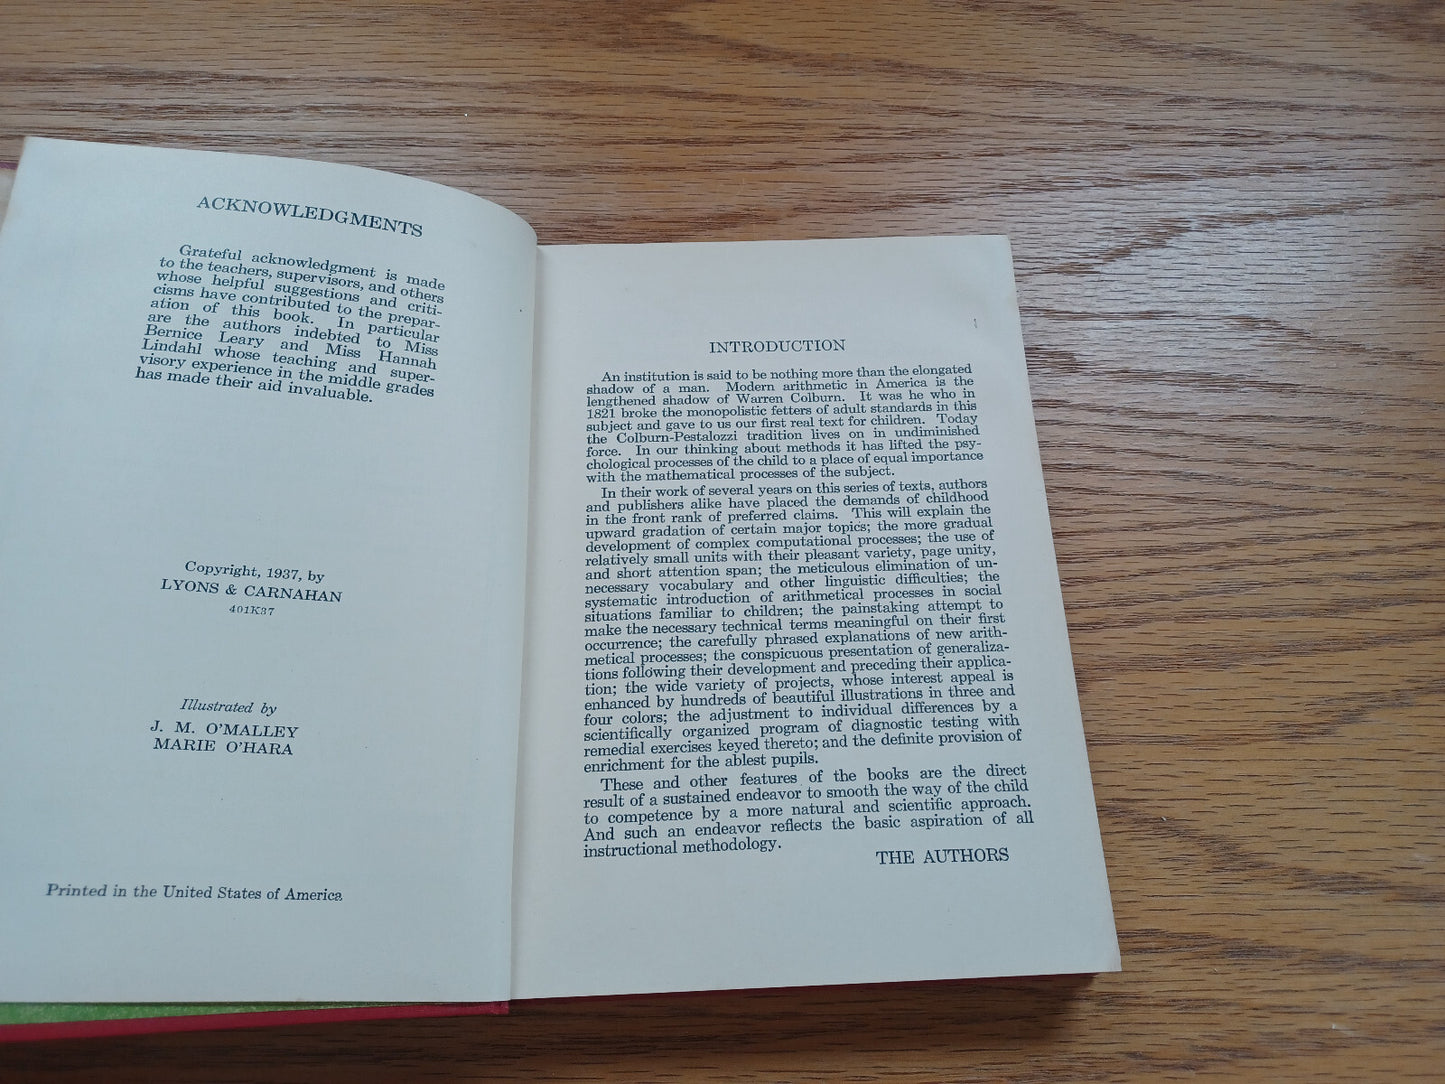 ACKNOWLEDGMENTS
Grateful acknowledgment is made
to the teachers, supervisors, and others
whose helpful suggestions and criti-
cisms have contributed to the prepar-
ation of this book. In particular
are the authors indebted to Miss
Bernice Leary and Miss Hannah
Lindahl whose teaching and super-
visory experience in the middle grades
has made their aid invaluable.
Copyright, 1937, by
LYONS & CARNAHAN
401K37
Illustrated by
J. M. O'MALLEY
MARIE O'HARA
Printed in the United States of America
INTRODUCTION
An institution is said to be nothing more than the elongated
shadow of a man. Modern arithmetic in America is the
lengthened shadow of Warren Colburn. It was he who in
1821 broke the monopolistic fetters of adult standards in this
subject and gave to us our first real text for children. Today
the Colburn-Pestalozzi tradition lives on in undiminished
force. In our thinking about methods it has lifted the psy-
chological processes of the child to a place of equal importance
with the mathematical processes of the subject.
In their work of several years on this series of texts, authors
and publishers alike have placed the demands of childhood
in the front rank of preferred claims. This will explain the
upward gradation of certain major topics; the more gradual
development of complex computational processes; the use of
relatively small units with their pleasant variety, page unity,
and short attention span; the meticulous elimination of un-
necessary vocabulary and other linguistic difficulties; the
systematic introduction of arithmetical processes in social
situations familiar to children; the painstaking attempt to
make the necessary technical terms meaningful on their first
occurrence; the carefully phrased explanations of new arith-
metical processes; the conspicuous presentation of generaliza-
tions following their development and preceding their applica-
tion; the wide variety of projects, whose interest appeal is
enhanced by hundreds of beautiful illustrations in three and
four colors; the adjustment to individual differences by a
scientifically organized program of diagnostic testing with
remedial exercises keyed thereto; and the definite provision of
enrichment for the ablest pupils.
These and other features of the books are the direct
result of a sustained endeavor to smooth the way of the child
to competence by a more natural and scientific approach.
And such an endeavor reflects the basic aspiration of all
instructional methodology.
THE AUTHORS